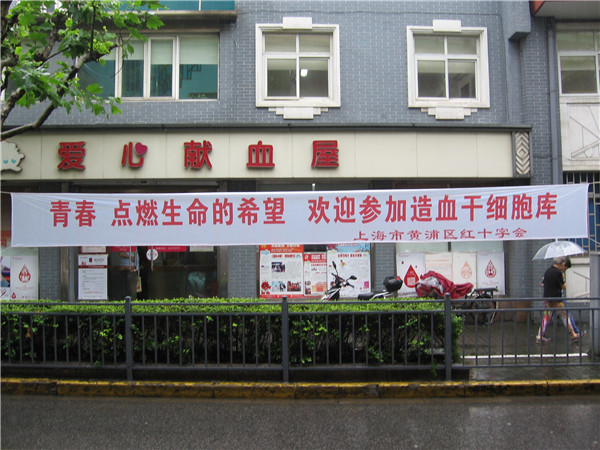 爱心献血屋
青春 点燃生命的希望 欢迎参加造血干细胞库
上海市黄浦区红十字会